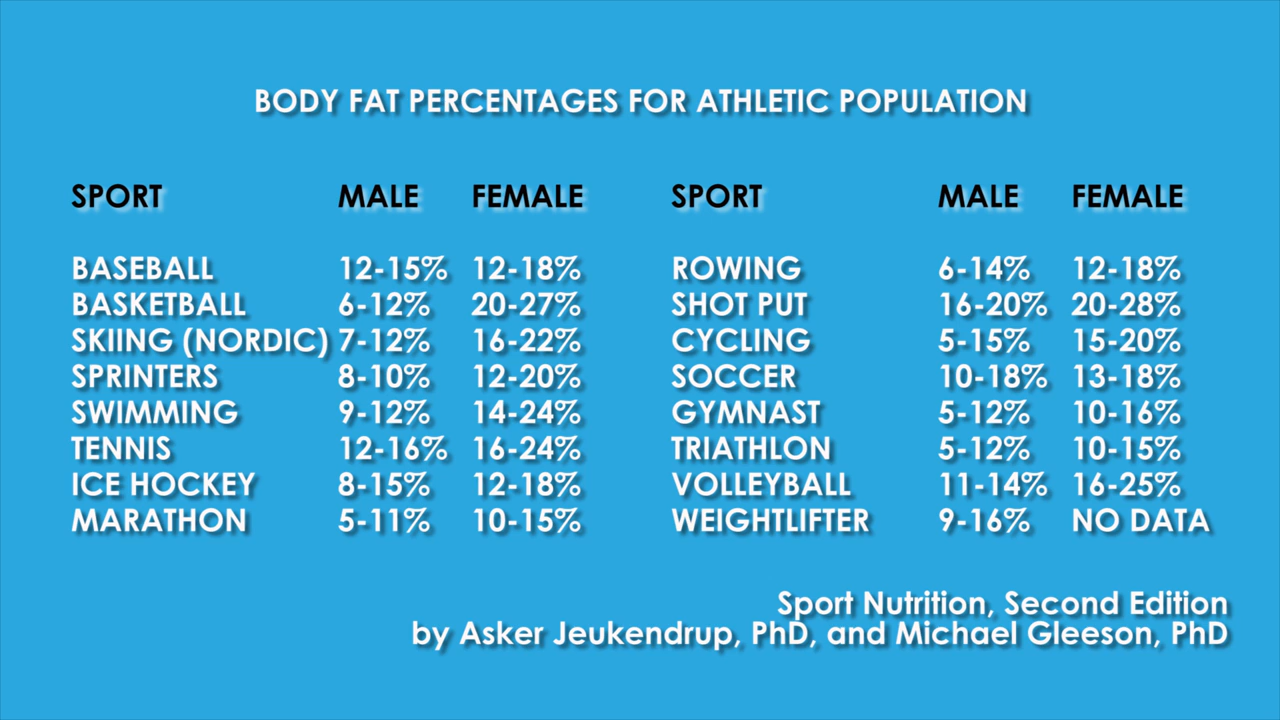 BODY FAT PERCENTAGES FOR ATHLETIC POPULATION
SPORT MALE FEMALE SPORT MALE FEMALE
BASEBALL 12-15% 12-18% ROWING 6-14% 12-18%
BASKETBALL 6-12% 20-27% SHOT PUT 16-20% 20-28%
SKIING (NORDIC) 7-12% 16-22% CYCLING 5-15% 15-20%
SPRINTERS 8-10% 12-20% SOCCER 10-18% 13-18%
SWIMMING 9-12% 14-24% GYMNAST 5-12% 10-16%
TENNIS 12-16% 16-24% TRIATHLON 5-12% 10-15%
ICE HOCKEY 8-15% 12-18% VOLLEYBALL 11-14% 16-25%
MARATHON 5-11% 10-15% WEIGHTLIFTER 9-16% NO DATA
Sport Nutrition, Second Edition
by Asker Jeukendrup, PhD, and Michael Gleeson, PhD